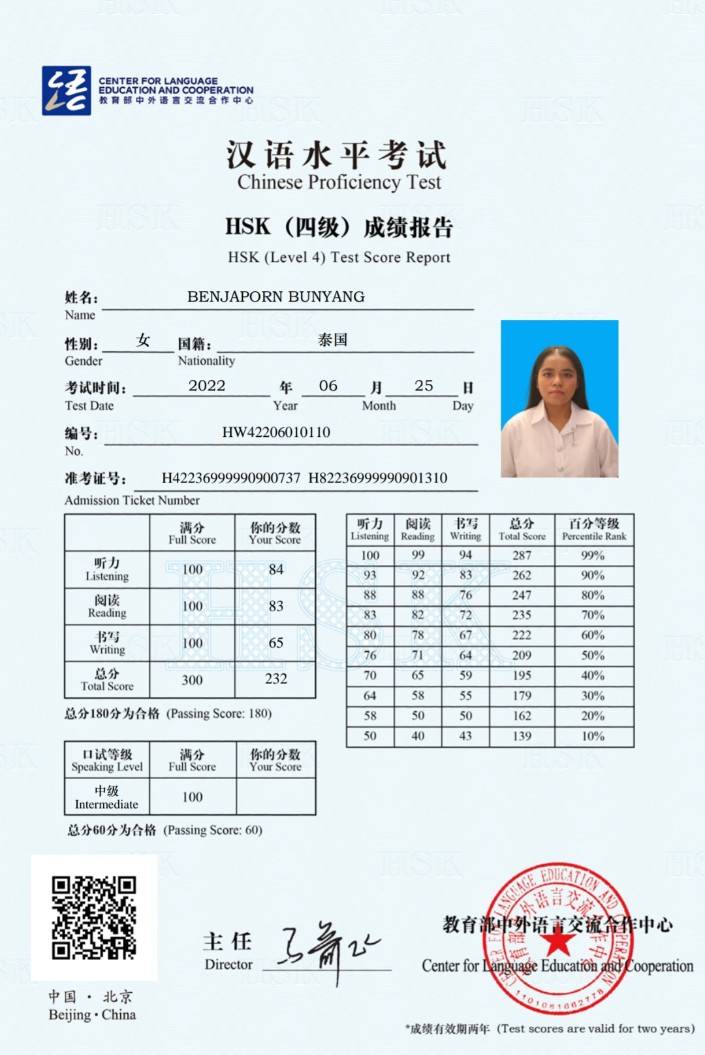 CENTER FOR LANGUAGE
EDUCATION AND COOPERATION
教育部中外语言交流合作中心
汉语水平考试
Chinese Proficiency Test
HSK（四级）成绩报告
HSK (Level 4) Test Score Report
姓名： BENJAPORN BUNYANG
Name
性别： 女 国籍： 泰国
Gender Nationality
考试时间： 2022 年 06 月 25 日
Test Date Year Month Day
编号： HW42206010110
No.
准考证号： H42236999990900737 H82236999990901310
Admission Ticket Number
满分 你的分数
Full Score Your Score
听力 100 84
Listening
阅读 100 83
Reading
书写 100 65
Writing
总分 300 232
Total Score
总分180分为合格 (Passing Score: 180)
听力 阅读 书写 总分 百分等级
Listening Reading Writing Total Score Percentile Rank
100 99 94 287 99%
93 92 83 262 90%
88 88 76 247 80%
83 82 72 235 70%
80 78 67 222 60%
76 71 64 209 50%
70 65 59 195 40%
64 58 55 179 30%
58 50 50 162 20%
50 40 43 139 10%
口试等级 满分 你的分数
Speaking Level Full Score Your Score
中级 100
Intermediate
总分60分为合格 (Passing Score: 60)
HSK
主任
Director
中国·北京
Beijing·China
教育部中外语言交流合作中心
Center for Language Education and Cooperation
CENTER FOR LANGUAGE EDUCATION AND COOPERATION
教育部中外语言交流合作中心
*成绩有效期两年 (Test scores are valid for two years)